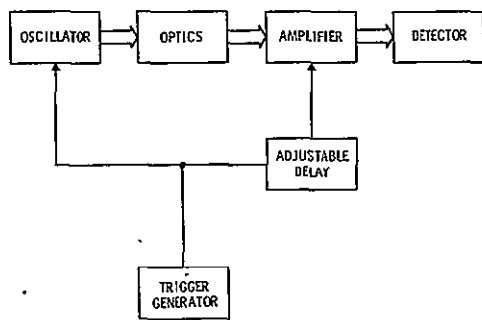 OSCILLATOR
OPTICS
AMPLIFIER
DETECTOR
ADJUSTABLE
DELAY
TRIGGER
GENERATOR